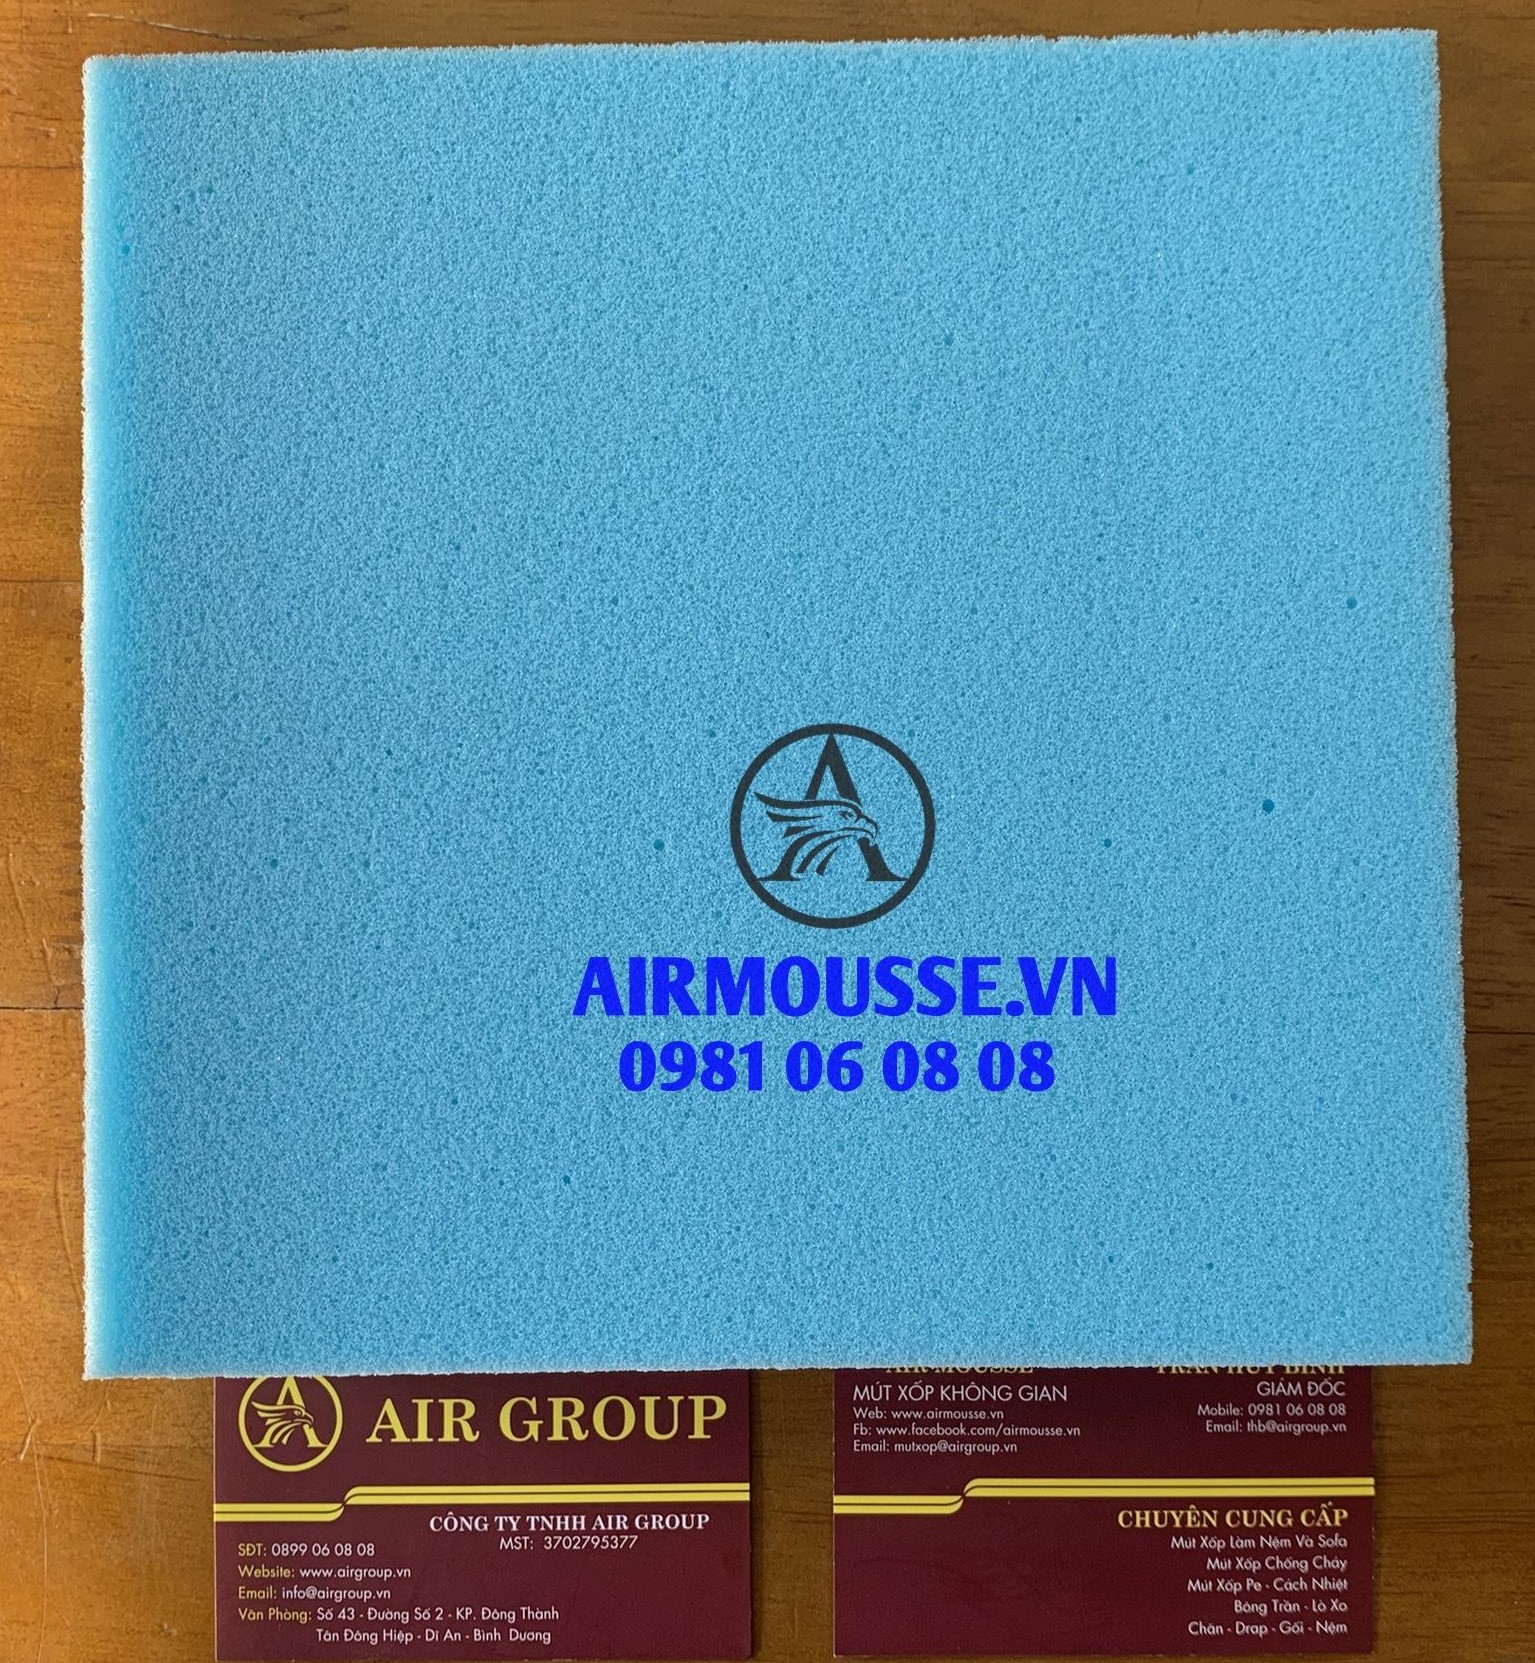 AIRMOUSSE.VN
0981 06 08 08
AIR GROUP
CÔNG TY TNHH AIR GROUP
MST: 3702795377
SĐT: 0899 06 08 08
Website: www.airgroup.vn
Email: info@airgroup.vn
Văn Phòng: Số 43 - Đường Số 2 - KP. Đông Thành
Tân Đông Hiệp - Dĩ An - Bình Dương
AIRMOUSSE
MÚT XỐP KHÔNG GIAN
Web: www.airmousse.vn
Fb: www.facebook.com/airmousse.vn
Email: mutxop@airgroup.vn
TRẦN HUY BÌNH
GIÁM ĐỐC
Mobile: 0981 06 08 08
Email: thb@airgroup.vn
CHUYÊN CUNG CẤP
Mút Xốp Làm Nệm Và Sofa
Mút Xốp Chống Cháy
Mút Xốp Pe - Cách Nhiệt
Bông Trần - Lò Xo
Chăn - Drap - Gối - Nệm